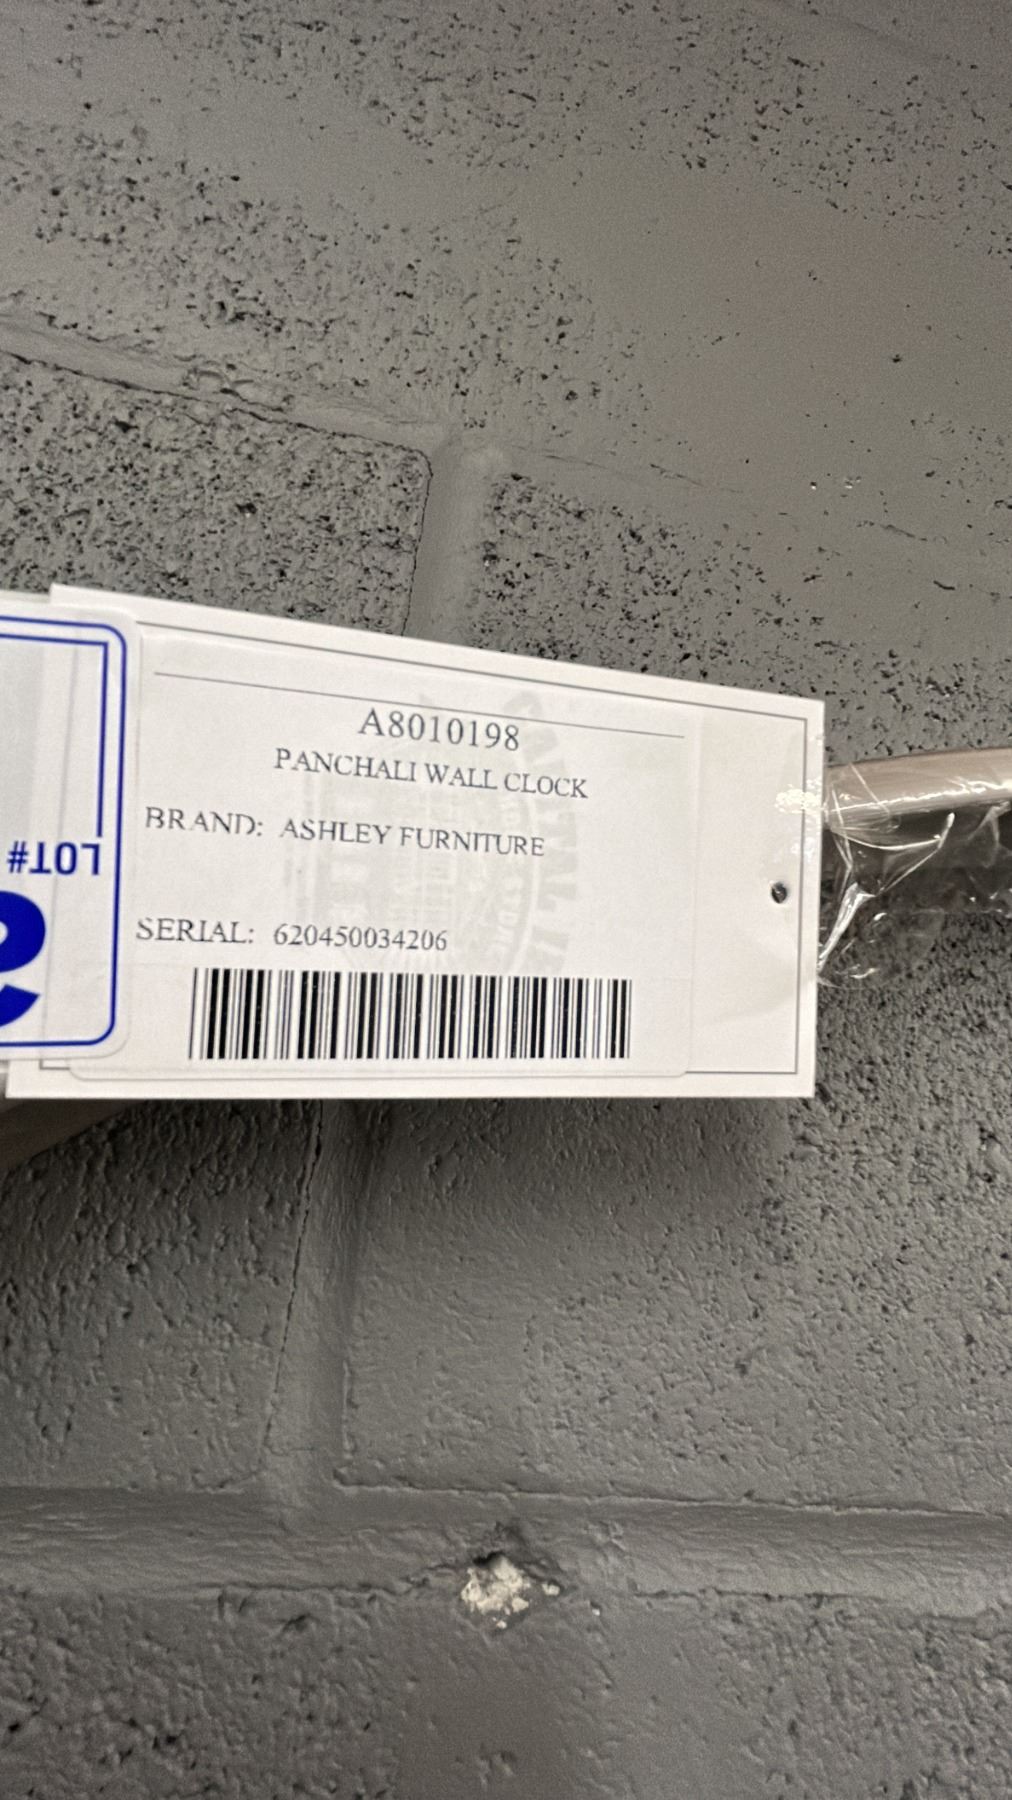 A8010198
PANCHALI WALL CLOCK
BRAND: ASHLEY FURNITURE
SERIAL: 620450034206
LOT#